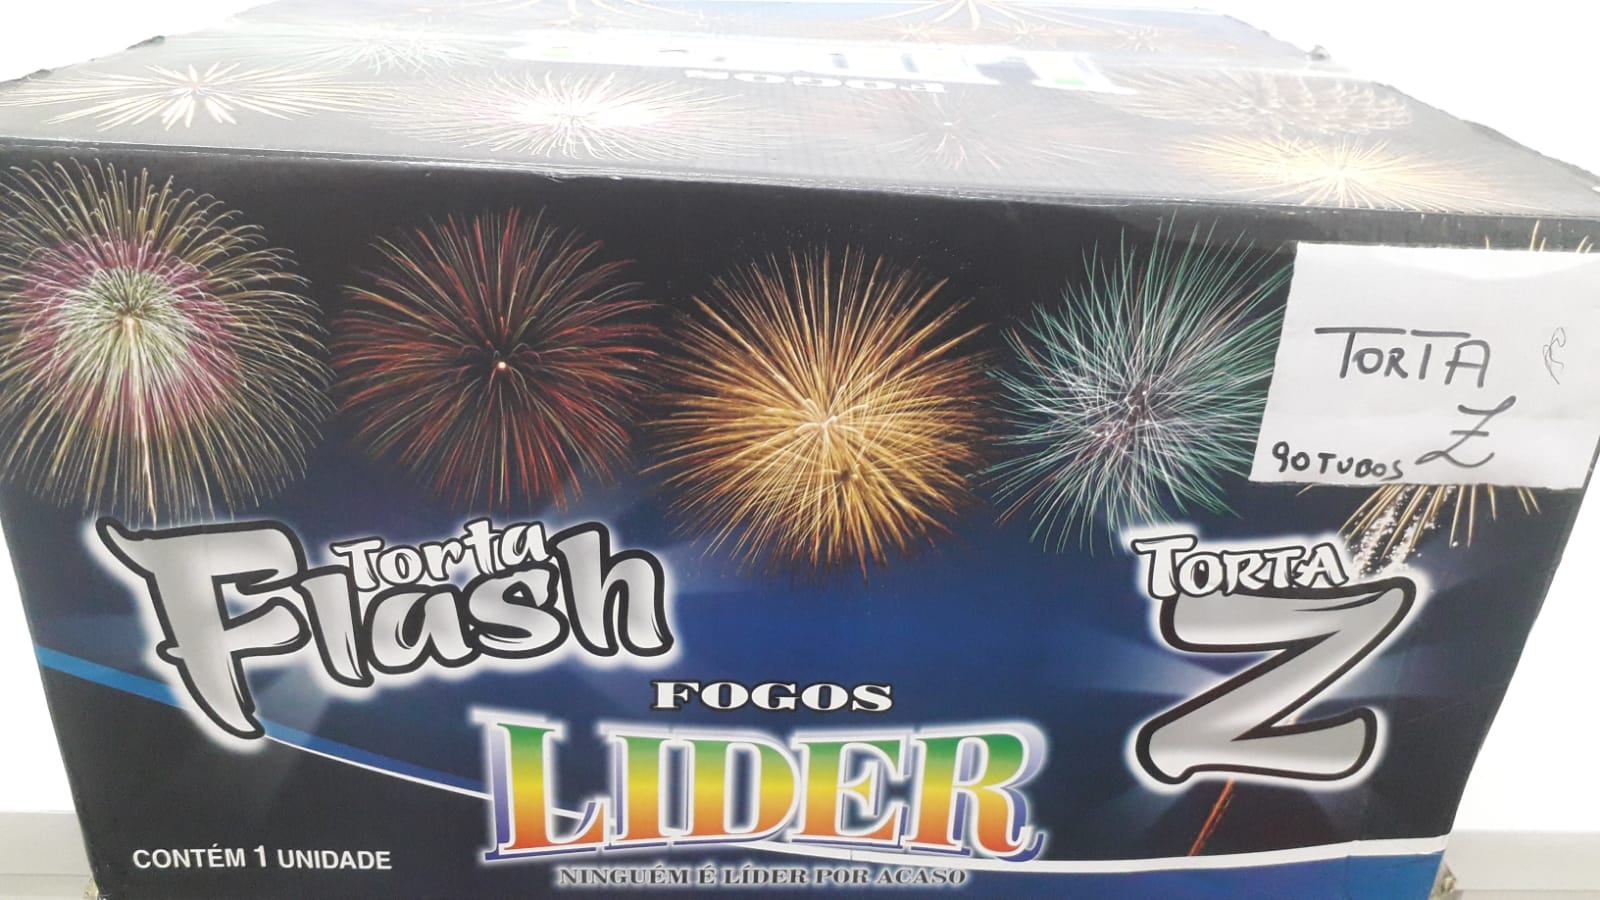 FOGOS
TORTA
Z
90 TUBOS
Torta
Flash
TORTA
Z
FOGOS
LIDER
CONTÉM 1 UNIDADE
NINGUÉM É LÍDER POR ACASO